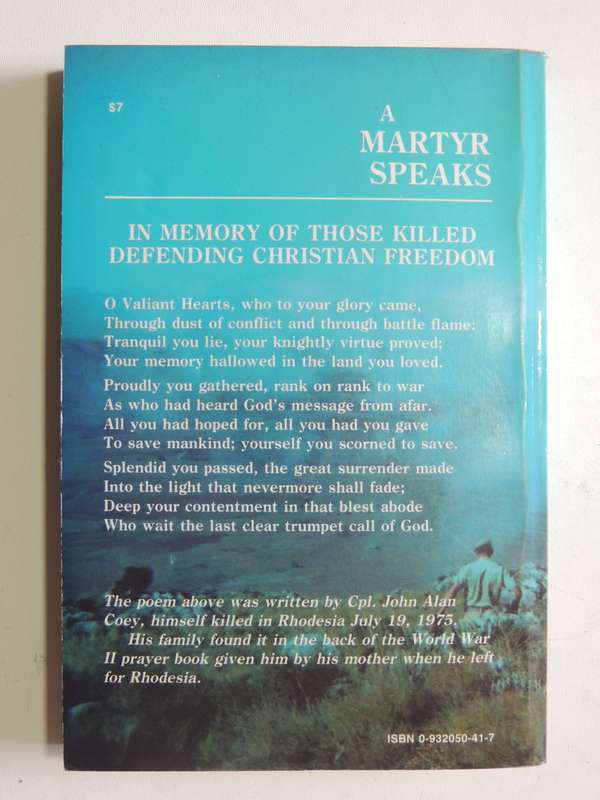 $7
A
MARTYR
SPEAKS
IN MEMORY OF THOSE KILLED
DEFENDING CHRISTIAN FREEDOM
O Valiant Hearts, who to your glory came,
Through dust of conflict and through battle flame:
Tranquil you lie, your knightly virtue proved;
Your memory hallowed in the land you loved.
Proudly you gathered, rank on rank to war
As who had heard God's message from afar.
All you had hoped for, all you had you gave
To save mankind; yourself you scorned to save.
Splendid you passed, the great surrender made
Into the light that nevermore shall fade;
Deep your contentment in that blest abode
Who wait the last clear trumpet call of God.
The poem above was written by Cpl. John Alan
Coey, himself killed in Rhodesia July 19, 1975.
His family found it in the back of the World War
II prayer book given him by his mother when he left
for Rhodesia.
ISBN 0-932050-41-7